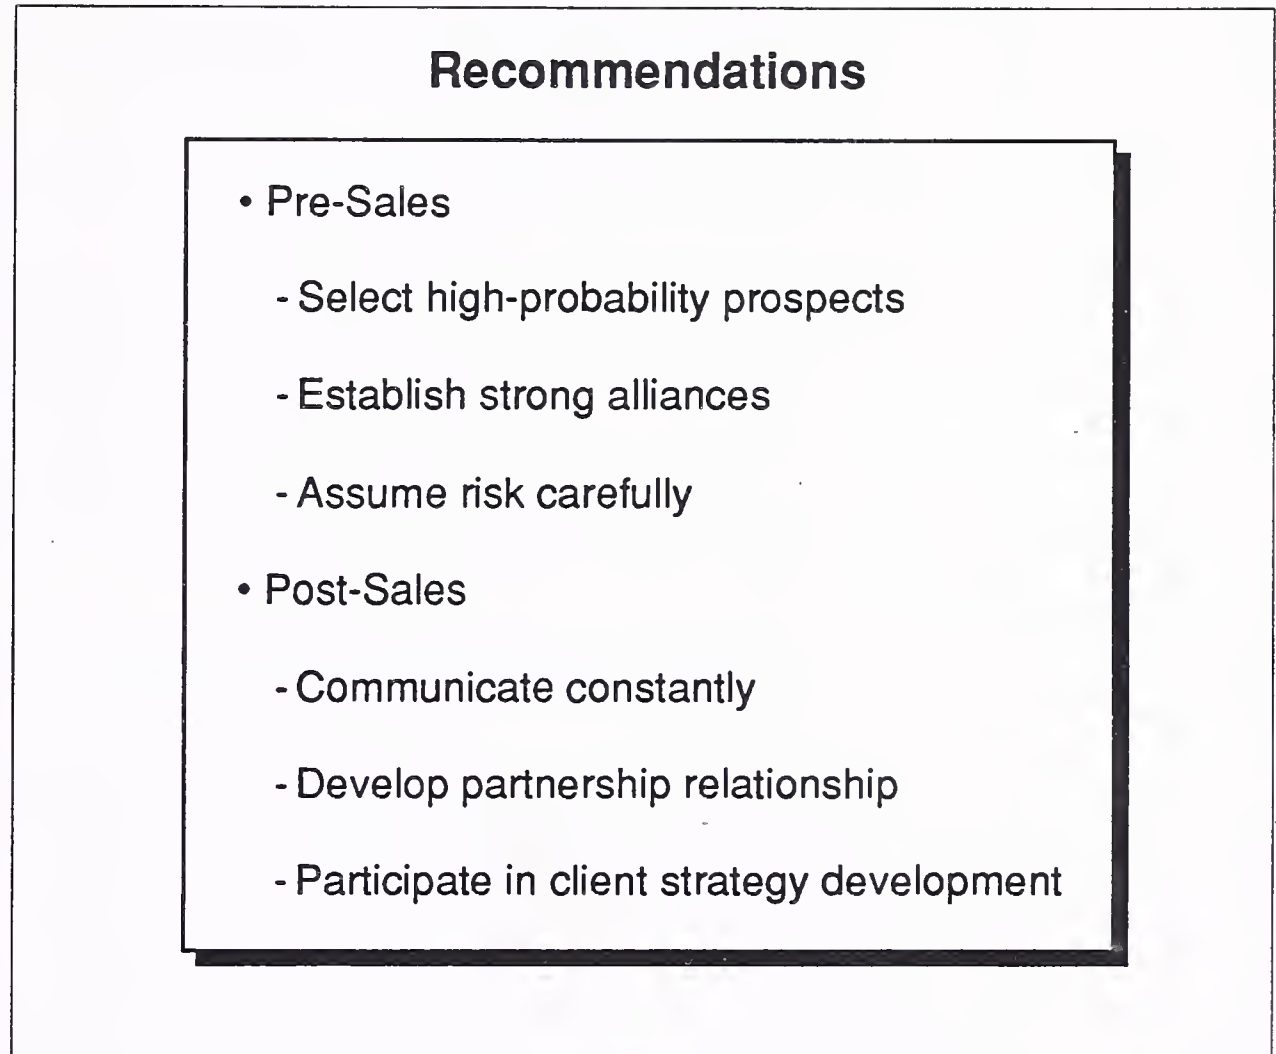 Recommendations
• Pre-Sales
- Select high-probability prospects
- Establish strong alliances
- Assume risk carefully
• Post-Sales
- Communicate constantly
- Develop partnership relationship
- Participate in client strategy development